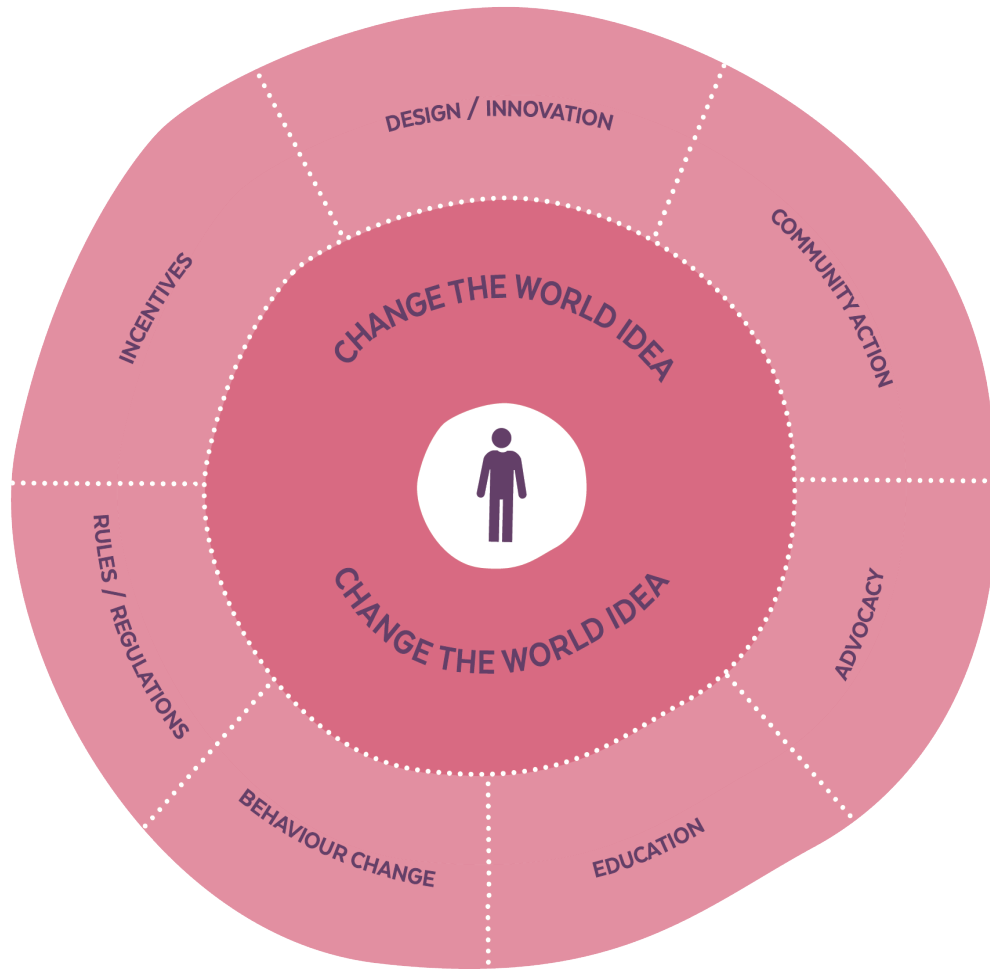 DESIGN / INNOVATION
COMMUNITY ACTION
ADVOCACY
EDUCATION
BEHAVIOUR CHANGE
RULES / REGULATIONS
INCENTIVES
CHANGE THE WORLD IDEA
CHANGE THE WORLD IDEA